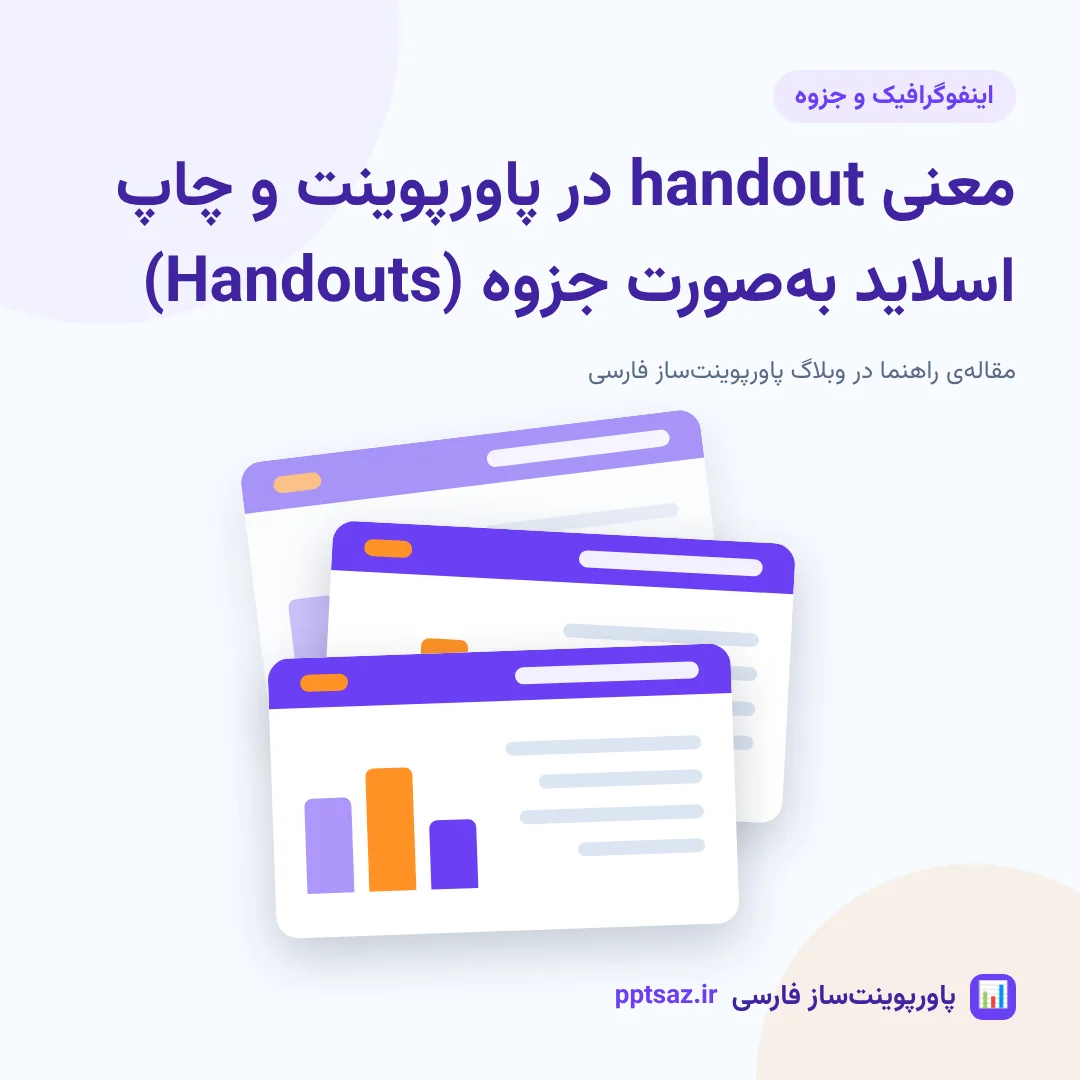 اینفوگرافیک و جزوه
معنی handout در پاورپوینت و چاپ
اسلاید به‌صورت جزوه (Handouts)
مقاله‌ی راهنما در وبلاگ پاورپوینت‌ساز فارسی
پاورپوینت‌ساز فارسی pptsaz.ir